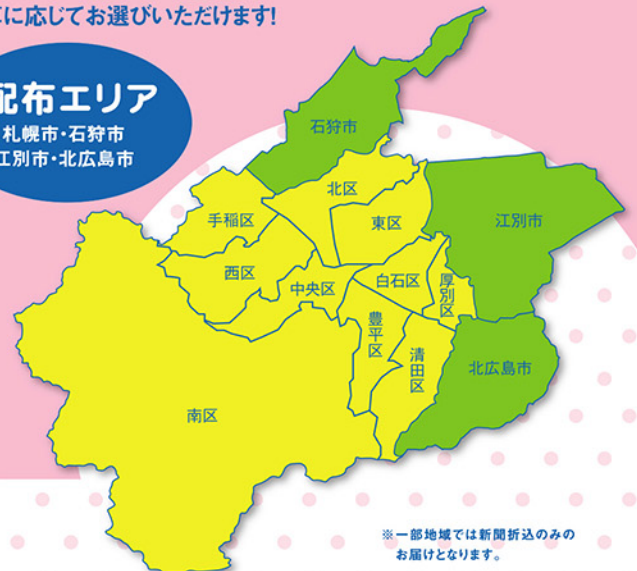 に応じてお選びいただけます!
配布エリア
札幌市・石狩市
江別市・北広島市
石狩市
北区
手稲区
東区
江別市
西区
中央区
白石区
厚別区
豊平区
清田区
北広島市
南区
※一部地域では新聞折込のみの
お届けとなります。